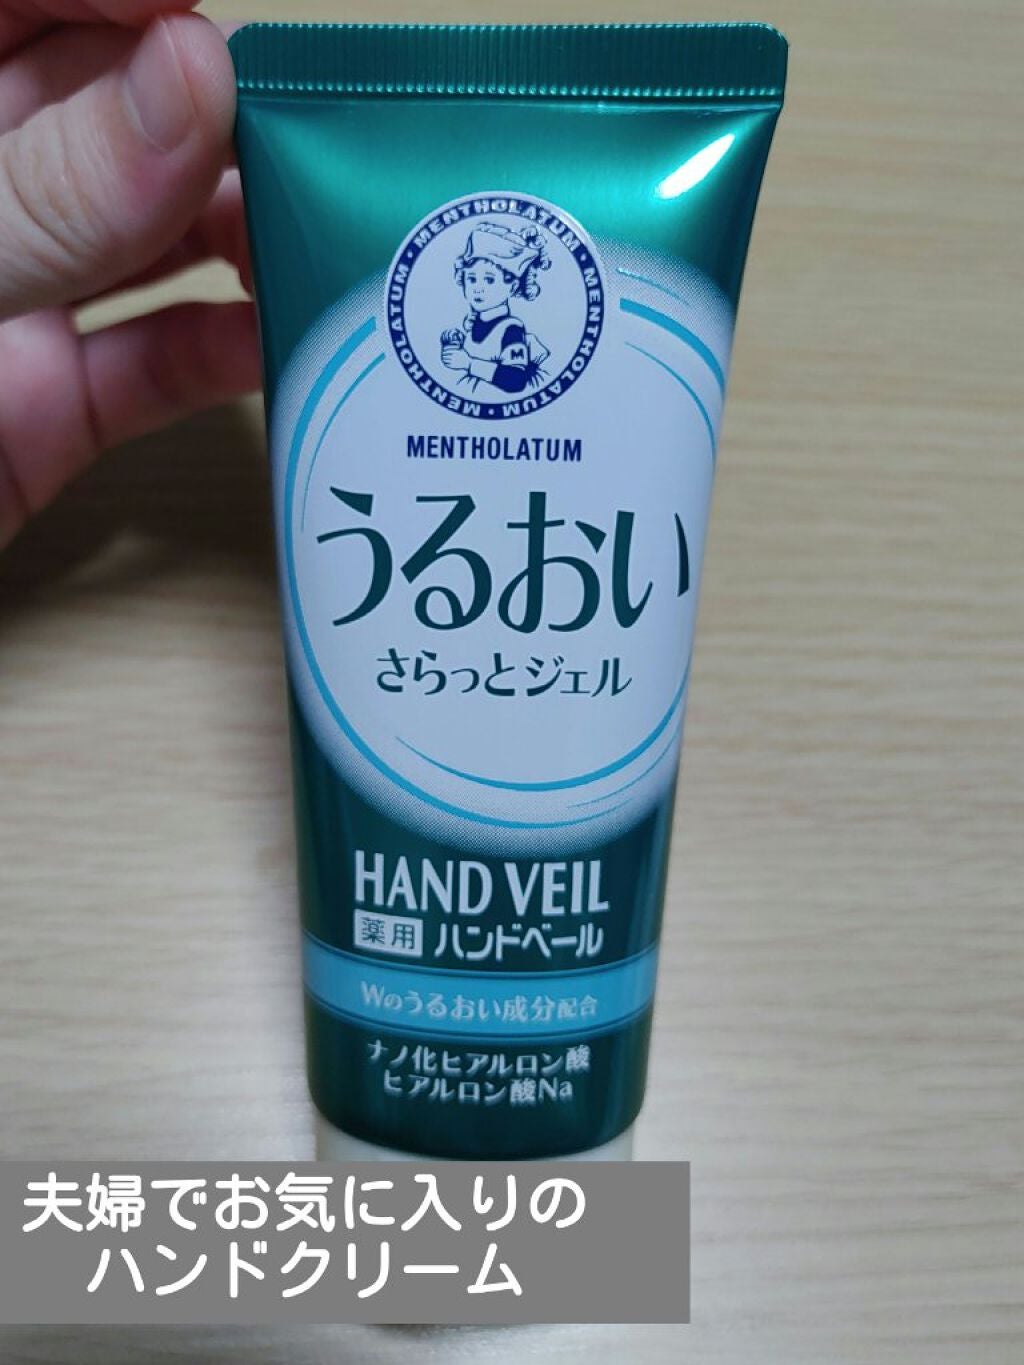 MENTHOLATUM・MENTHOLATUM・MENTHOLATUM・MENTHOLATUM・MENTHOLATUM・
M
MENTHOLATUM
うるおい
さらっとジェル
HAND VEIL
薬用 ハンドベール
Wのうるおい成分配合
ナノ化ヒアルロン酸
ヒアルロン酸Na
夫婦でお気に入りの
ハンドクリーム